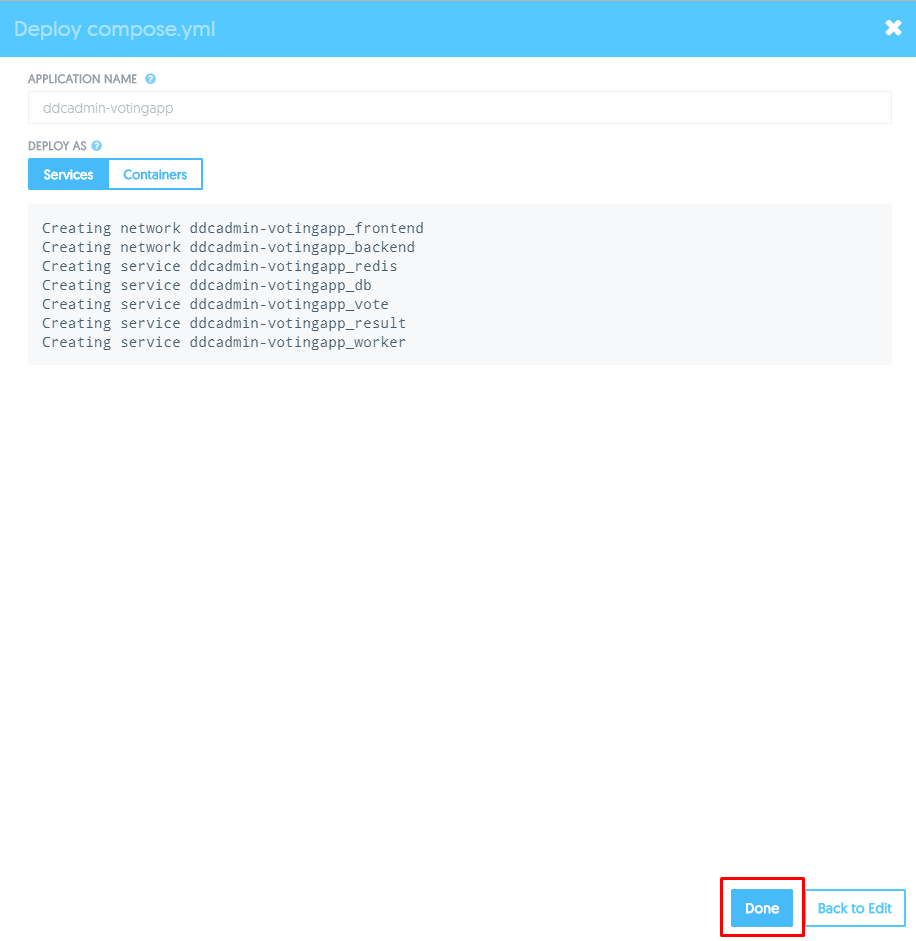 Deploy compose.yml
APPLICATION NAME
ddcadmin-votingapp
DEPLOY AS
Services Containers
Creating network ddcadmin-votingapp_frontend
Creating network ddcadmin-votingapp_backend
Creating service ddcadmin-votingapp_redis
Creating service ddcadmin-votingapp_db
Creating service ddcadmin-votingapp_vote
Creating service ddcadmin-votingapp_result
Creating service ddcadmin-votingapp_worker
Done Back to Edit